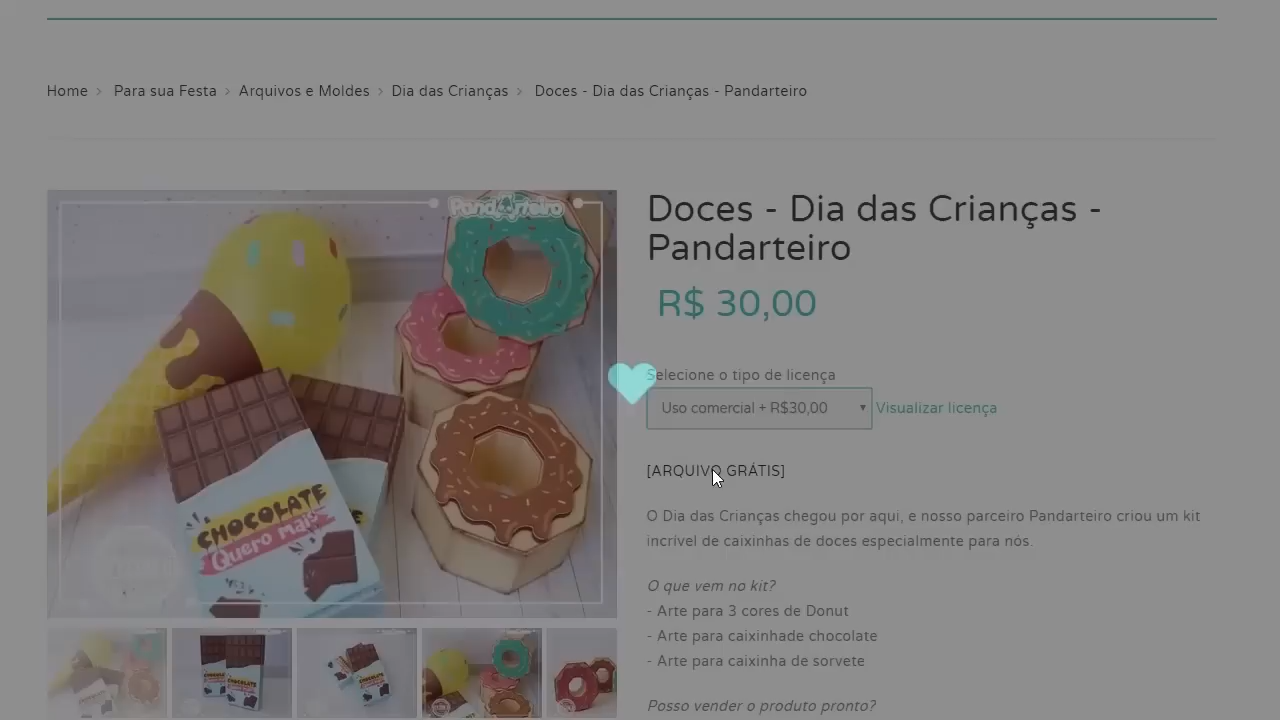 Home > Para sua Festa > Arquivos e Moldes > Dia das Crianças > Doces - Dia das Crianças - Pandarteiro
Pandarteiro
CHOCOLATE
Quero Mais
Doces - Dia das Crianças -
Pandarteiro
R$ 30,00
Selecione o tipo de licença
Uso comercial + R$30,00
Visualizar licença
[ARQUIVO GRÁTIS]
O Dia das Crianças chegou por aqui, e nosso parceiro Pandarteiro criou um kit
incrível de caixinhas de doces especialmente para nós.
O que vem no kit?
- Arte para 3 cores de Donut
- Arte para caixinhade chocolate
- Arte para caixinha de sorvete
Posso vender o produto pronto?